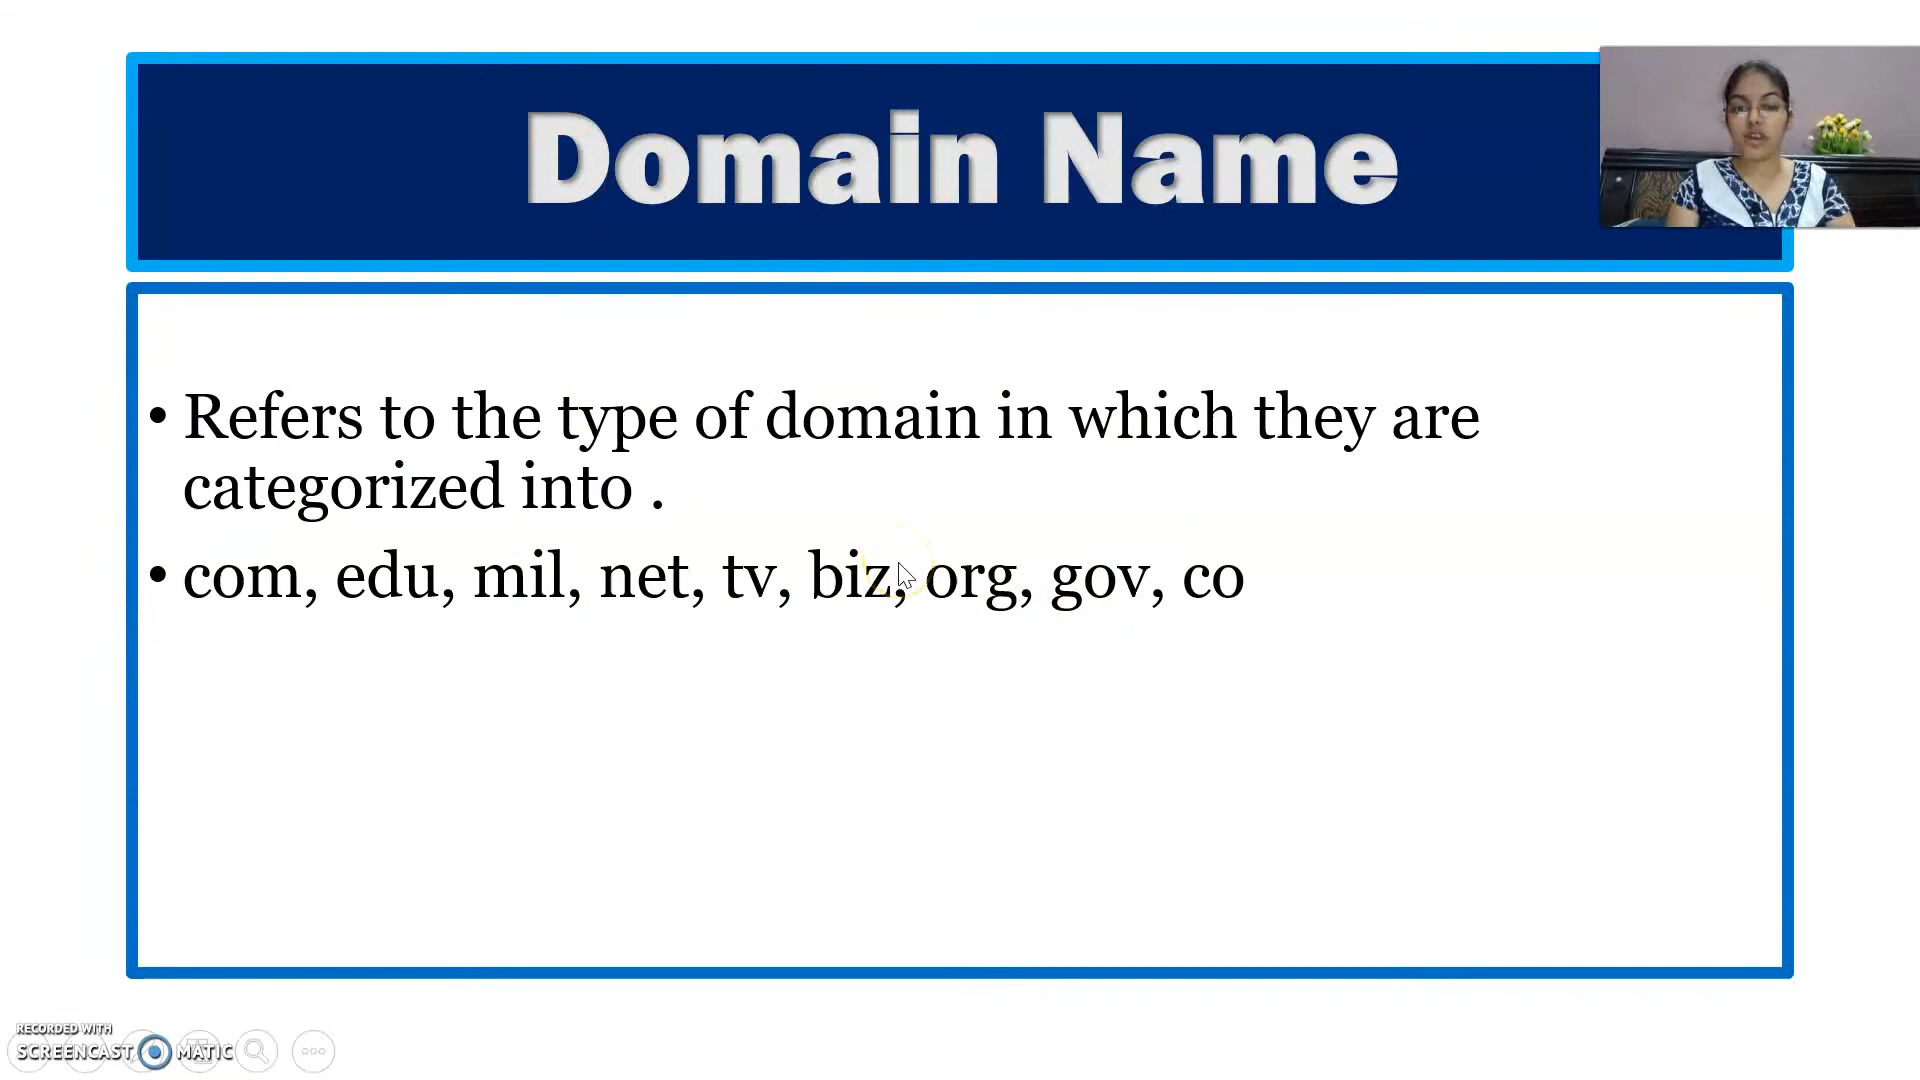 Domain Name
• Refers to the type of domain in which they are
categorized into .
• com, edu, mil, net, tv, biz, org, gov, co
RECORDED WITH
SCREENCAST MATIC